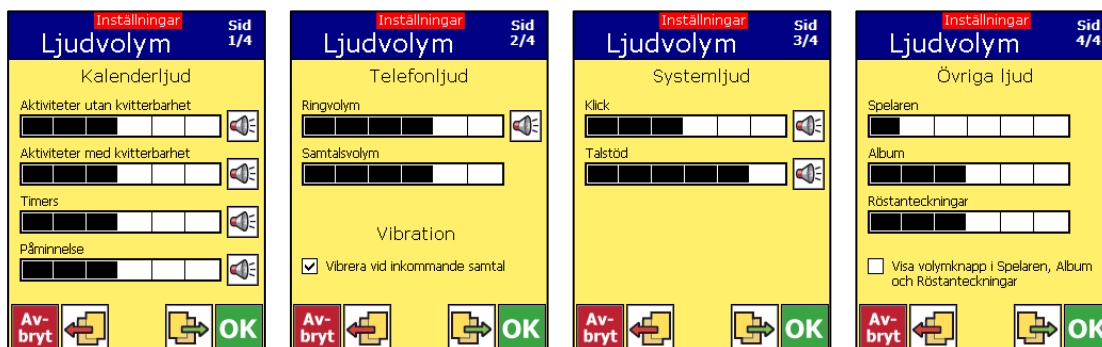 Inställningar
Ljudvolym
Sid
1/4
Kalenderljud
Aktiviteter utan kvitterbarhet
Aktiviteter med kvitterbarhet
Timers
Påminnelse
Av-
bryt
OK
Inställningar
Ljudvolym
Sid
2/4
Telefonljud
Ringvolym
Samtalsvolym
Vibration
Vibrera vid inkommande samtal
Av-
bryt
OK
Inställningar
Ljudvolym
Sid
3/4
Systemljud
Klick
Talstöd
Av-
bryt
OK
Inställningar
Ljudvolym
Sid
4/4
Övriga ljud
Spelaren
Album
Röstanteckningar
Visa volymknapp i Spelaren, Album
och Röstanteckningar
Av-
bryt
OK